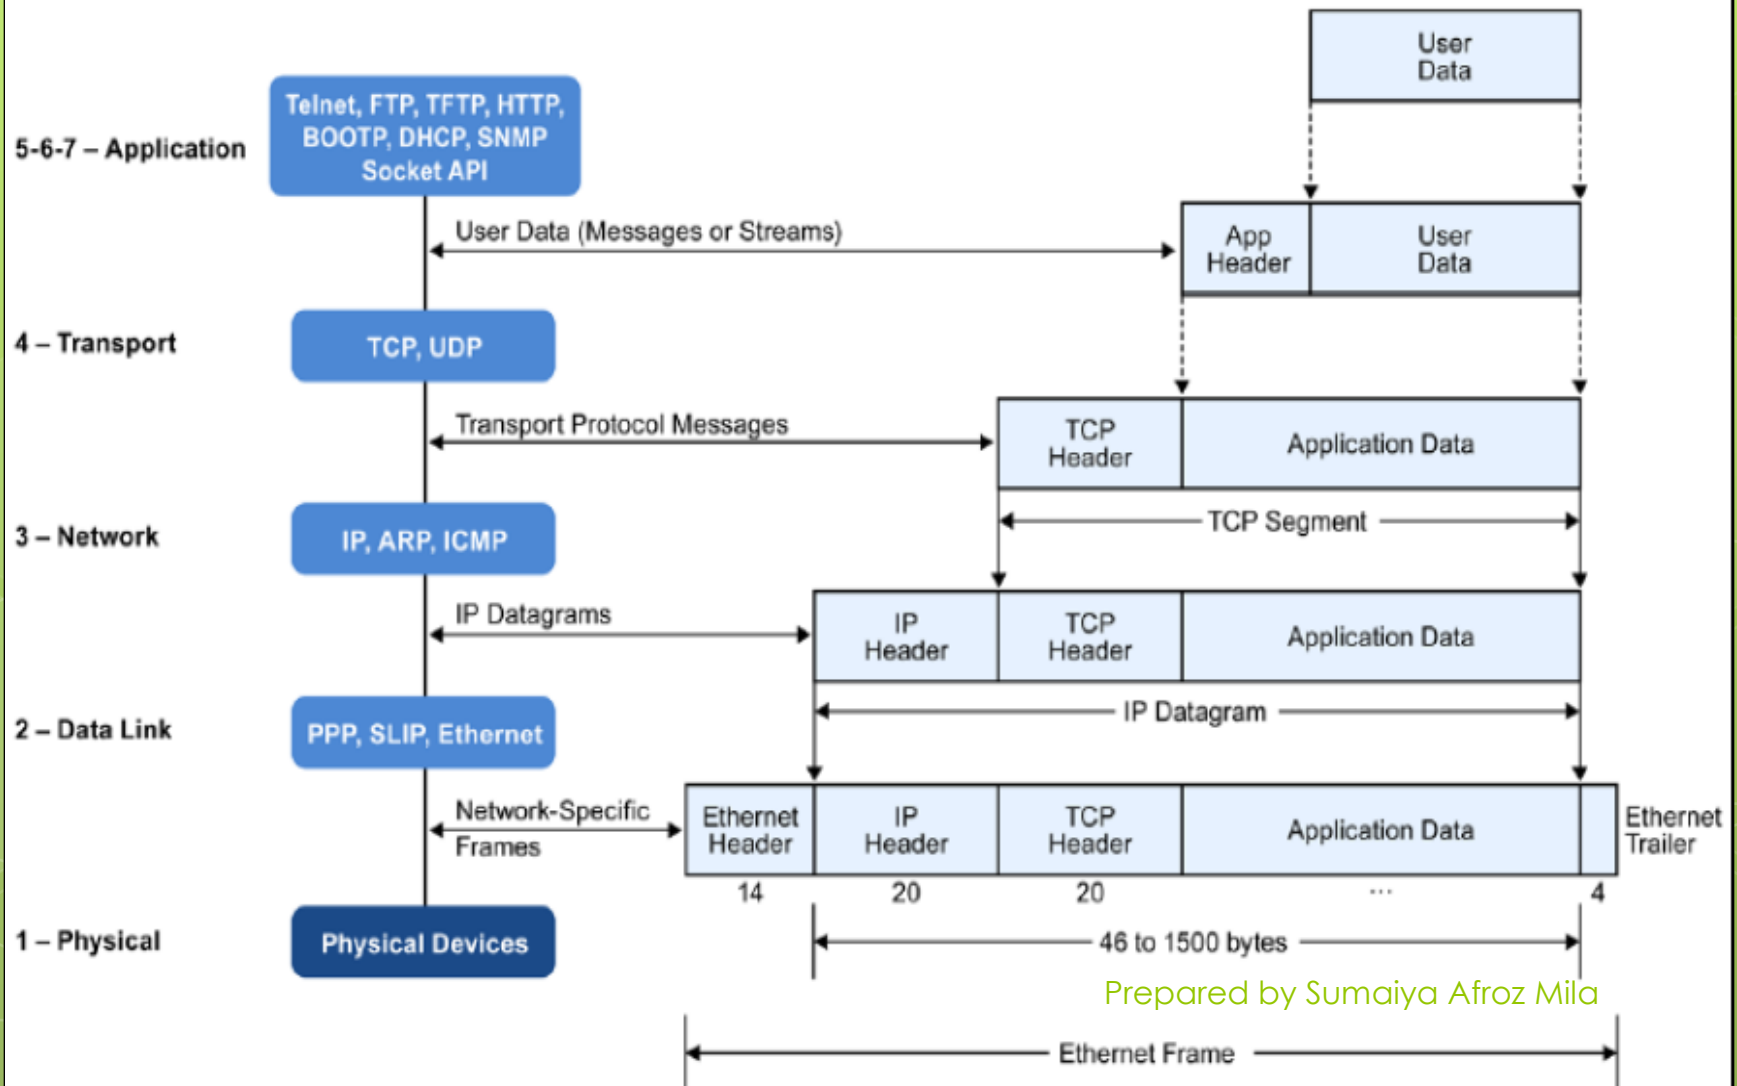 User
Data
Telnet, FTP, TFTP, HTTP,
BOOTP, DHCP, SNMP
Socket API
5-6-7 – Application
User Data (Messages or Streams)
App
Header
User
Data
4 – Transport
TCP, UDP
Transport Protocol Messages
TCP
Header
Application Data
TCP Segment
3 – Network
IP, ARP, ICMP
IP Datagrams
IP
Header
TCP
Header
Application Data
IP Datagram
2 – Data Link
PPP, SLIP, Ethernet
Network-Specific
Frames
Ethernet
Header
IP
Header
TCP
Header
Application Data
Ethernet
Trailer
14
20
20
...
4
1 – Physical
Physical Devices
46 to 1500 bytes
Prepared by Sumaiya Afroz Mila
Ethernet Frame